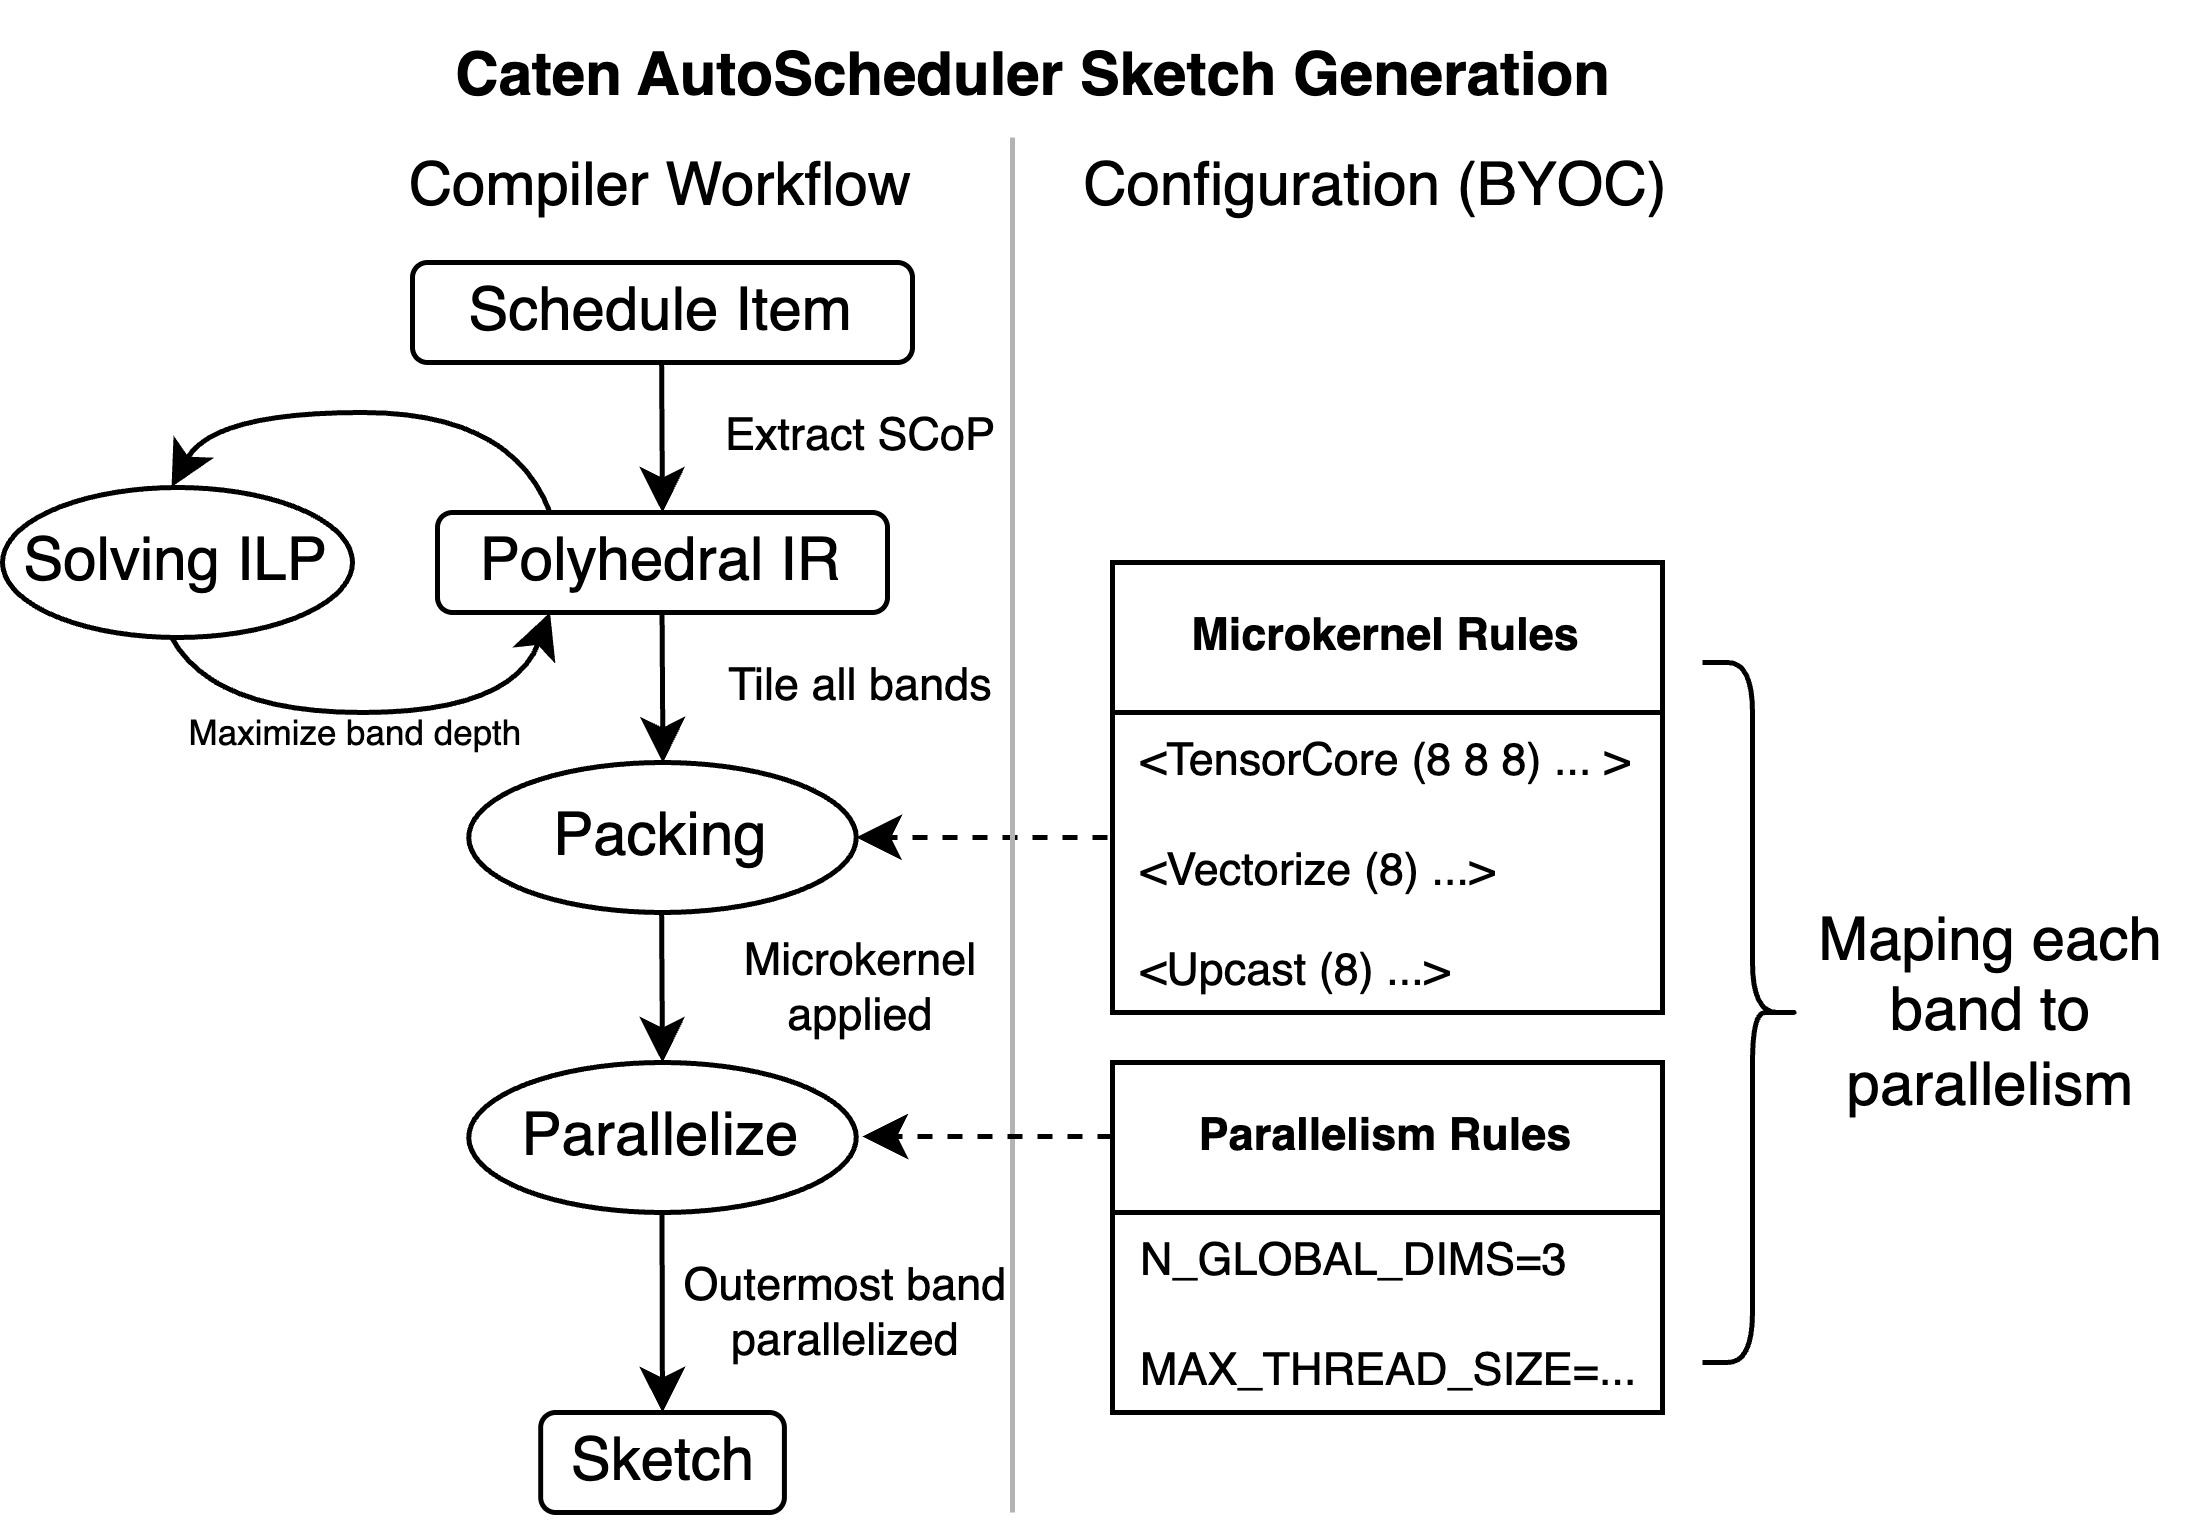 Caten AutoScheduler Sketch Generation
Compiler Workflow
Configuration (BYOC)
Schedule Item
Extract SCoP
Solving ILP
Polyhedral IR
Maximize band depth
Tile all bands
Packing
Microkernel
applied
Parallelize
Outermost band
parallelized
Sketch
Microkernel Rules
<TensorCore (8 8 8) ... >
<Vectorize (8) ...>
<Upcast (8) ...>
Parallelism Rules
N_GLOBAL_DIMS=3
MAX_THREAD_SIZE=...
Maping each
band to
parallelism